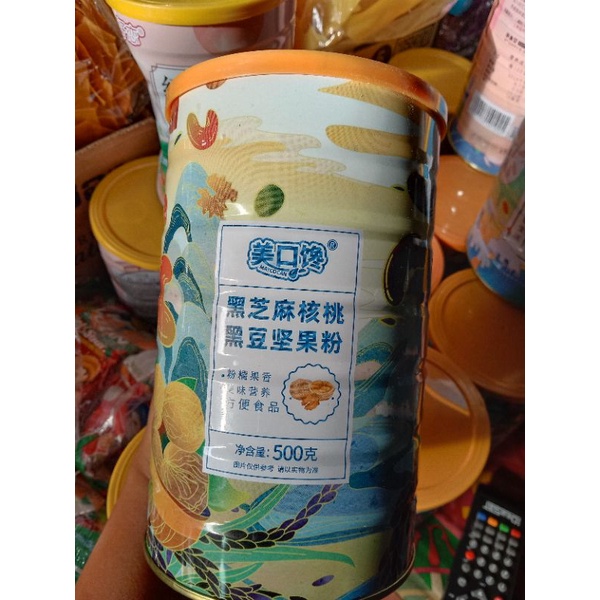 美口馋®
MEIKOUCHAN
黑芝麻核桃
黑豆坚果粉
·粉糯果香
美味营养
方便食品
净含量:500克
图片仅供参考 请以实物为准